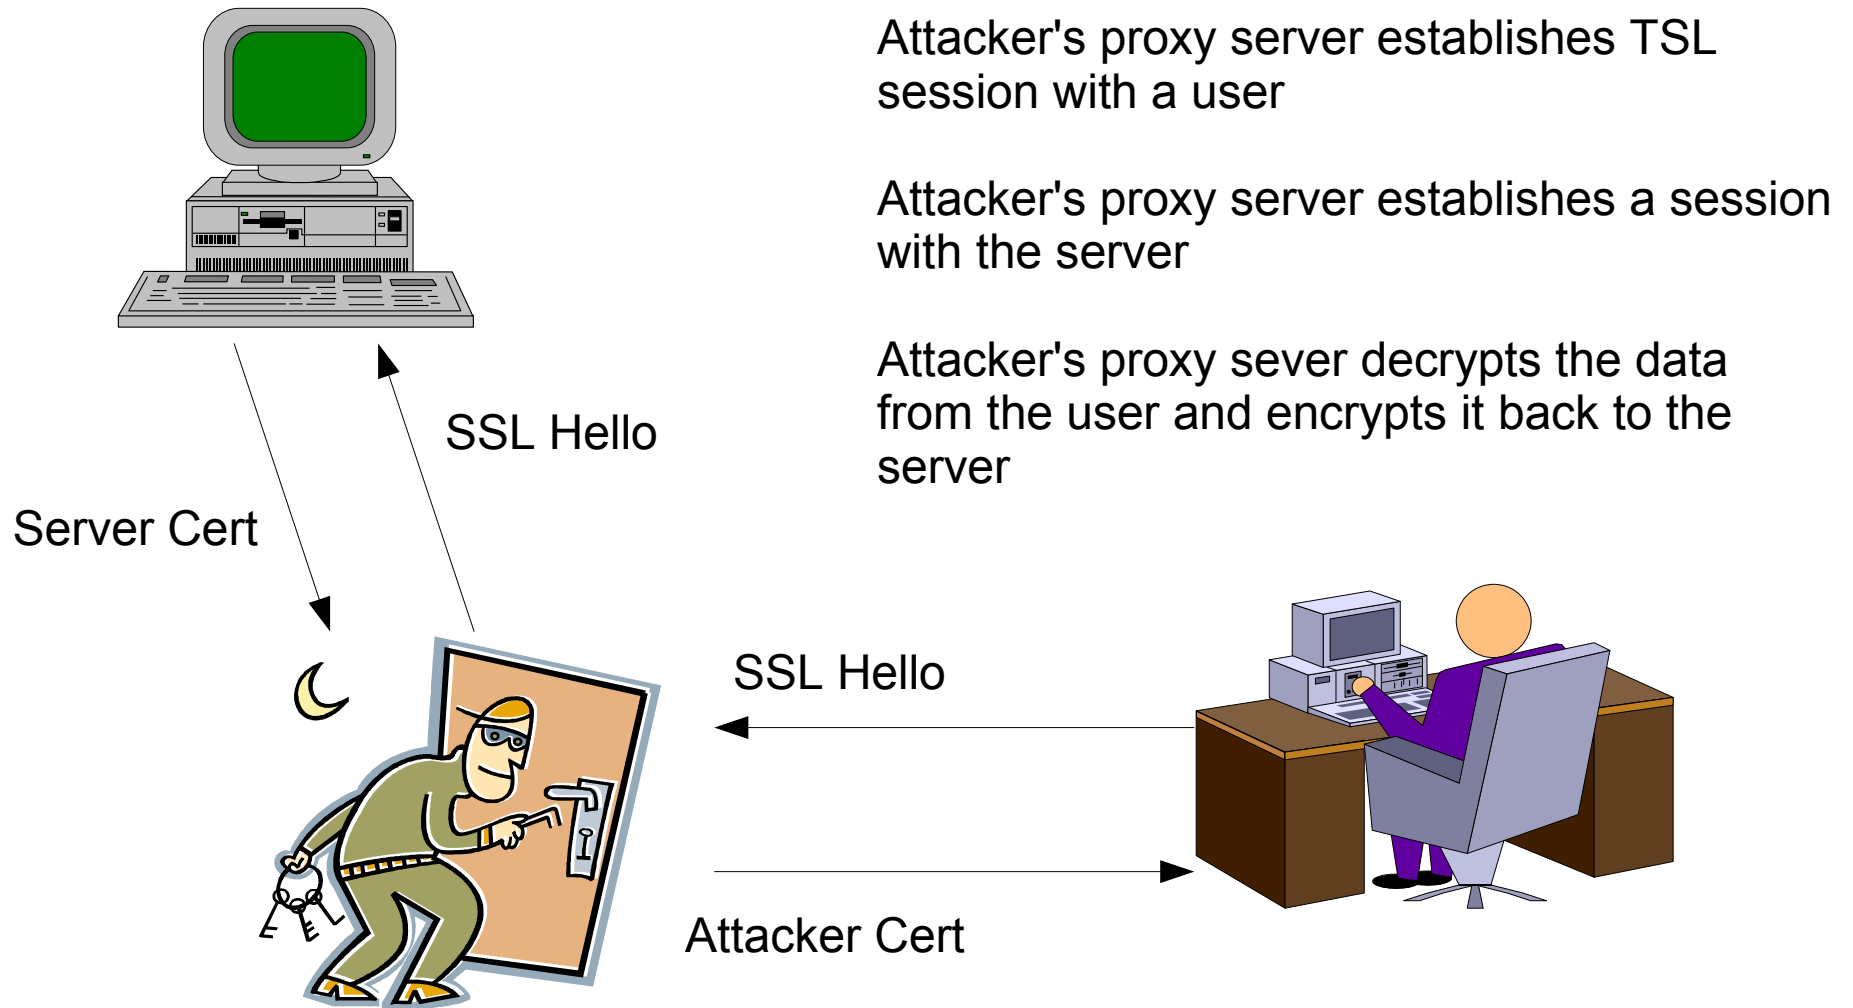 Attacker's proxy server establishes TSL
session with a user
Attacker's proxy server establishes a session
with the server
Attacker's proxy sever decrypts the data
from the user and encrypts it back to the
server
SSL Hello
Server Cert
SSL Hello
Attacker Cert